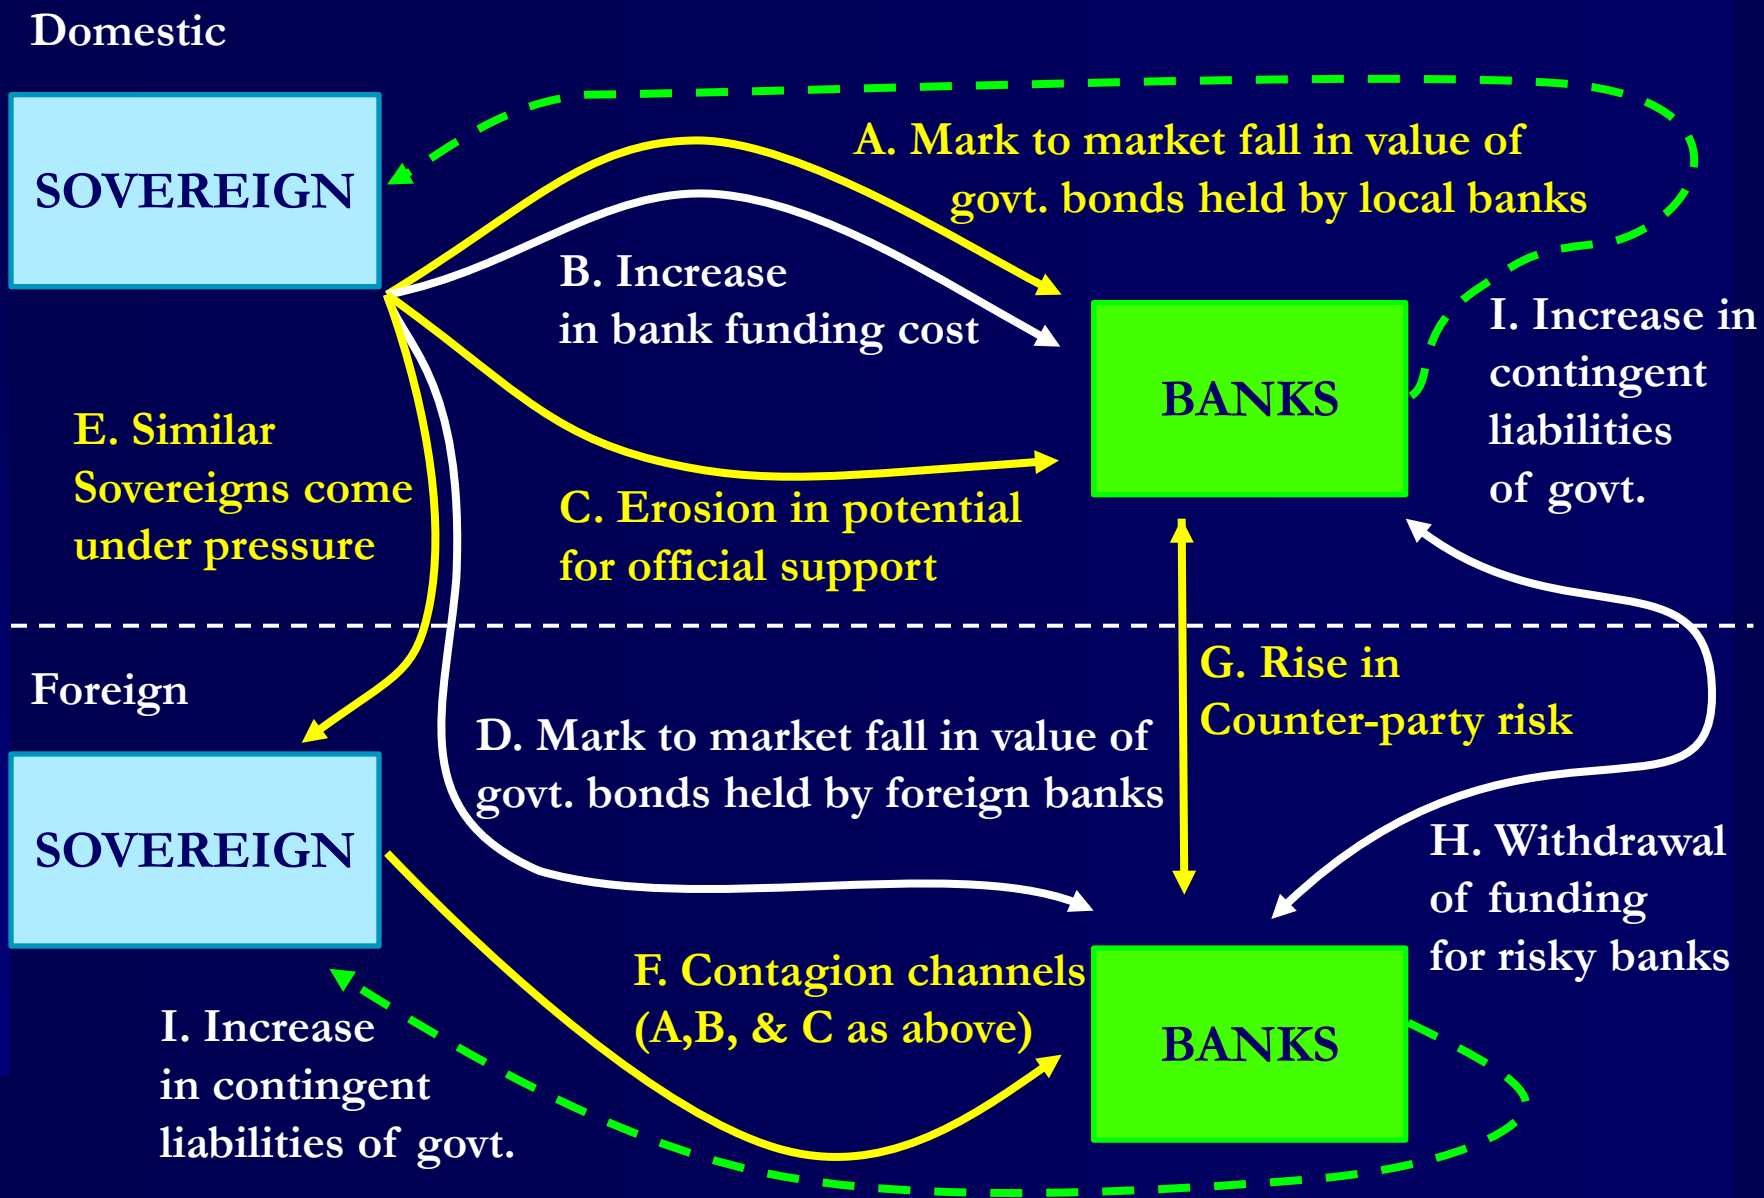 Domestic
SOVEREIGN
A. Mark to market fall in value of
govt. bonds held by local banks
B. Increase
in bank funding cost
I. Increase in
contingent
liabilities
of govt.
BANKS
E. Similar
Sovereigns come
under pressure
C. Erosion in potential
for official support
Foreign
G. Rise in
Counter-party risk
D. Mark to market fall in value of
govt. bonds held by foreign banks
SOVEREIGN
H. Withdrawal
of funding
for risky banks
F. Contagion channels
(A,B, & C as above)
I. Increase
in contingent
liabilities of govt.
BANKS